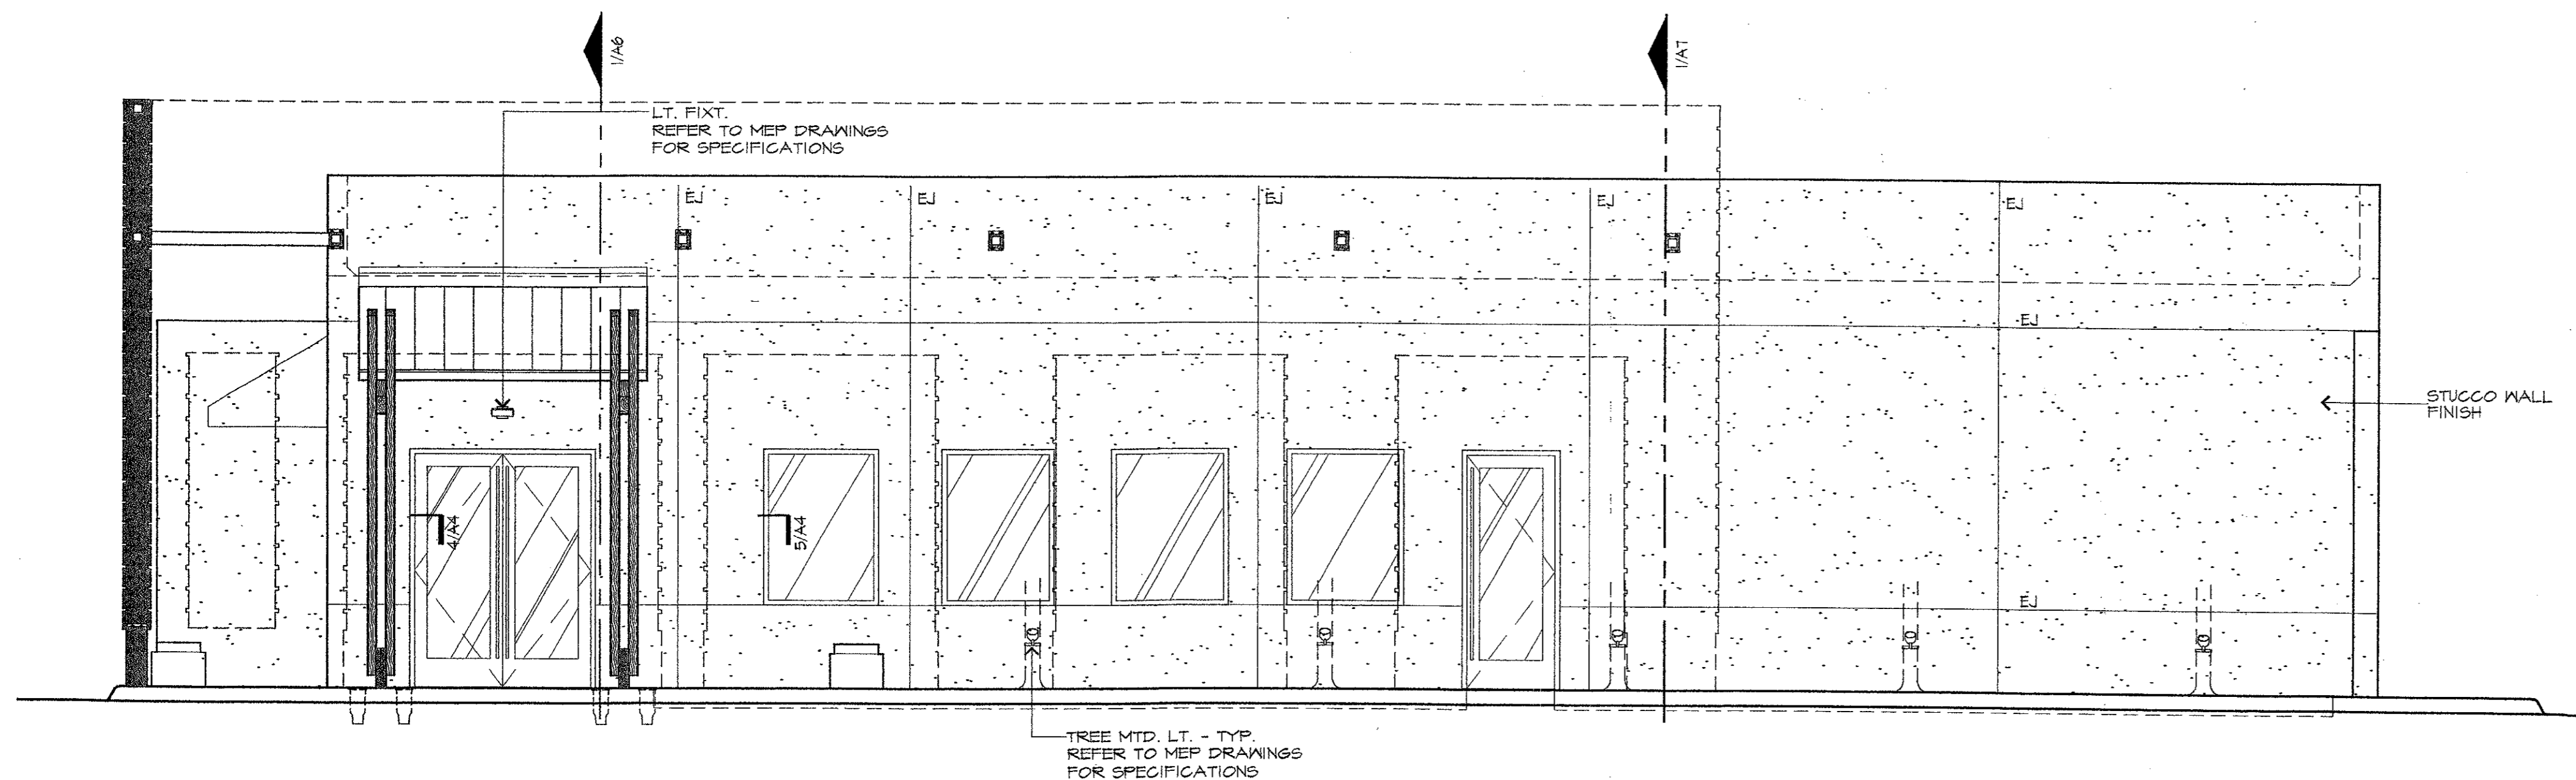 1/A6
1/A7
LT. FIXT.
REFER TO MEP DRAWINGS
FOR SPECIFICATIONS
EJ
EJ
EJ
EJ
EJ
EJ
STUCCO WALL
FINISH
4/A4
5/A4
EJ
TREE MTD. LT. - TYP.
REFER TO MEP DRAWINGS
FOR SPECIFICATIONS